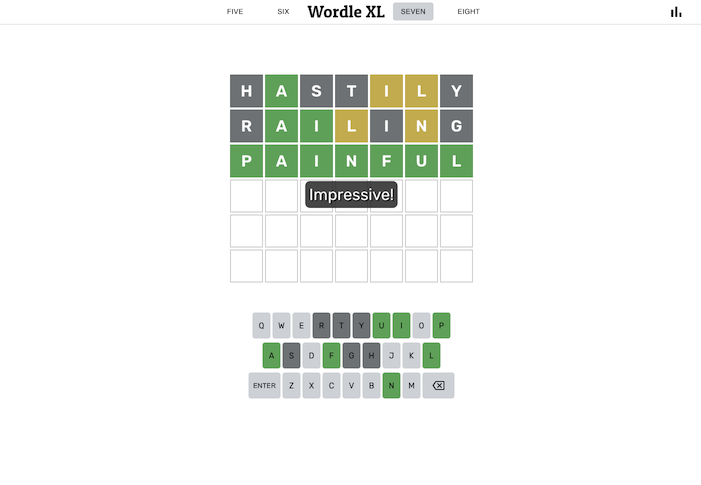 FIVE SIX Wordle XL SEVEN EIGHT
H A S T I L Y
R A I L I N G
P A I N F U L
Impressive!
Q W E R T Y U I O P
A S D F G H J K L
ENTER Z X C V B N M